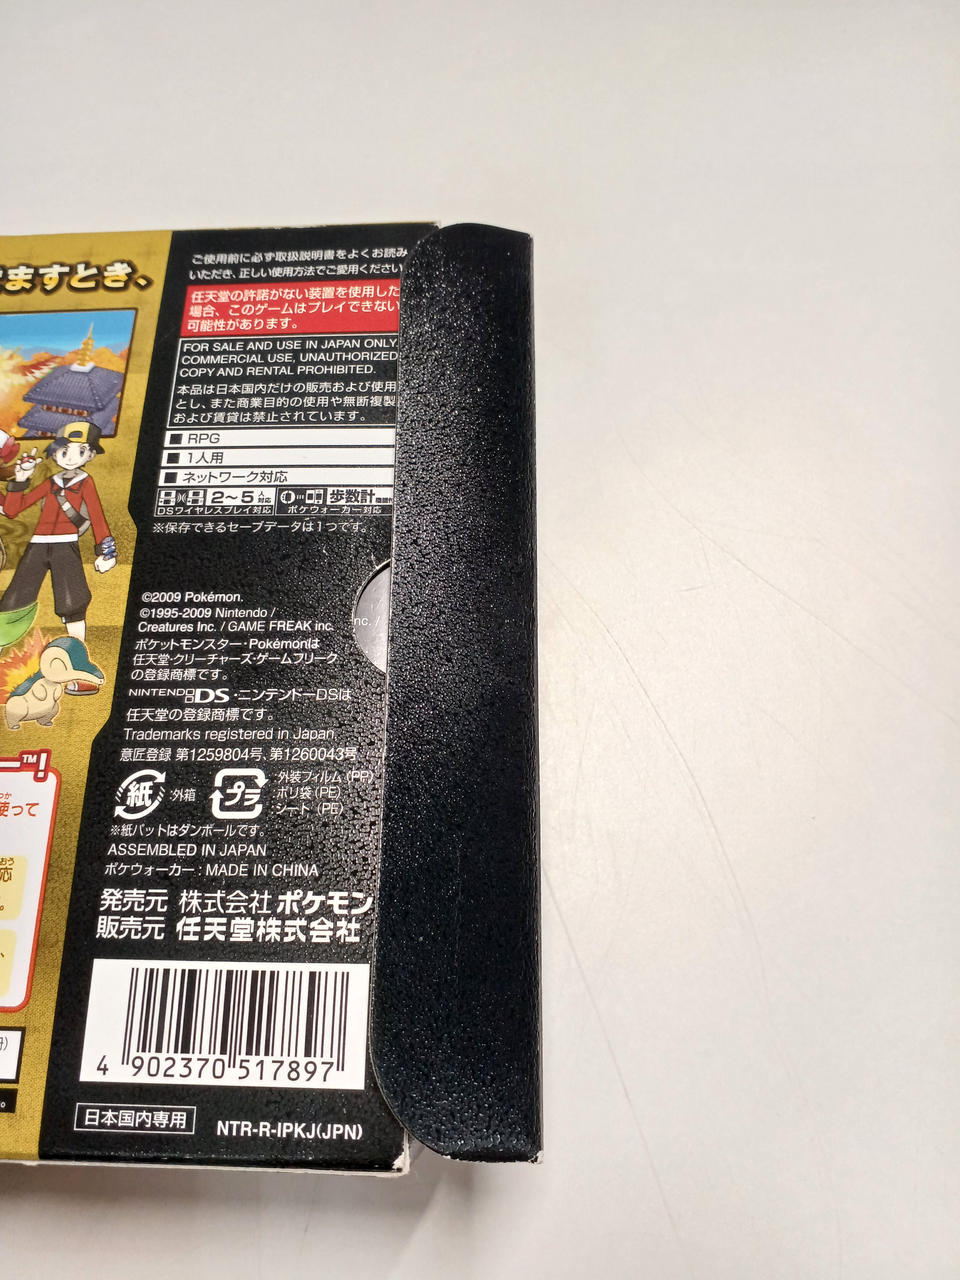 ますとき、
ご使用前に必ず取扱説明書をよくお読み
いただき、正しい使用方法でご愛用ください
任天堂の許諾がない装置を使用した
場合、このゲームはプレイできない
可能性があります。
FOR SALE AND USE IN JAPAN ONLY.
COMMERCIAL USE, UNAUTHORIZED
COPY AND RENTAL PROHIBITED.
本品は日本国内だけの販売および使用
とし、また商業目的の使用や無断複製
および賃貸は禁止されています。
■ RPG
■ 1人用
■ ネットワーク対応
2~5人対応
DSワイヤレスプレイ対応
歩数計機能付
ポケウォーカー対応
※保存できるセーブデータは1つです。
©2009 Pokémon.
©1995-2009 Nintendo /
Creatures Inc. / GAME FREAK inc.
nc. /
ポケットモンスター・Pokémonは
任天堂・クリーチャーズ・ゲームフリーク
の登録商標です。
NINTENDO DS・ニンテンドーDSは
任天堂の登録商標です。
Trademarks registered in Japan.
意匠登録 第1259804号、第1260043号
紙 外箱
プラ 外装フィルム(PP)
ポリ袋(PE)
シート(PE)
※紙パットはダンボールです。
ASSEMBLED IN JAPAN
ポケウォーカー : MADE IN CHINA
発売元 株式会社ポケモン
販売元 任天堂株式会社
4 902370 517897
日本国内専用
NTR-R-IPKJ(JPN)
TM!
使って
応